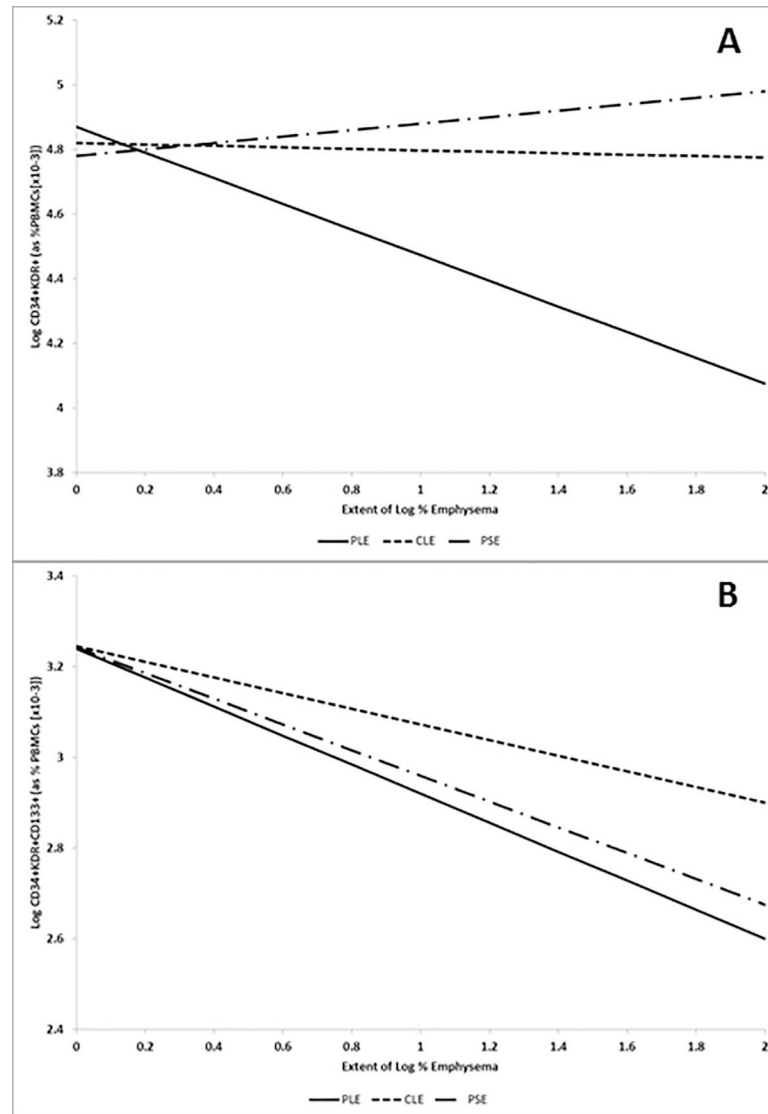 A
5.2
5
4.8
4.6
4.4
4.2
4
3.8
Log CD34+KDR+ (as %PBMCs[x10-3])
0 0.2 0.4 0.6 0.8 1 1.2 1.4 1.6 1.8 2
Extent of Log % Emphysema
PLE CLE PSE
B
3.4
3.2
3
2.8
2.6
2.4
Log CD34+KDR+CD133+ (as % PBMCs [x10-3])
0 0.2 0.4 0.6 0.8 1 1.2 1.4 1.6 1.8 2
Extent of Log % Emphysema
PLE CLE PSE